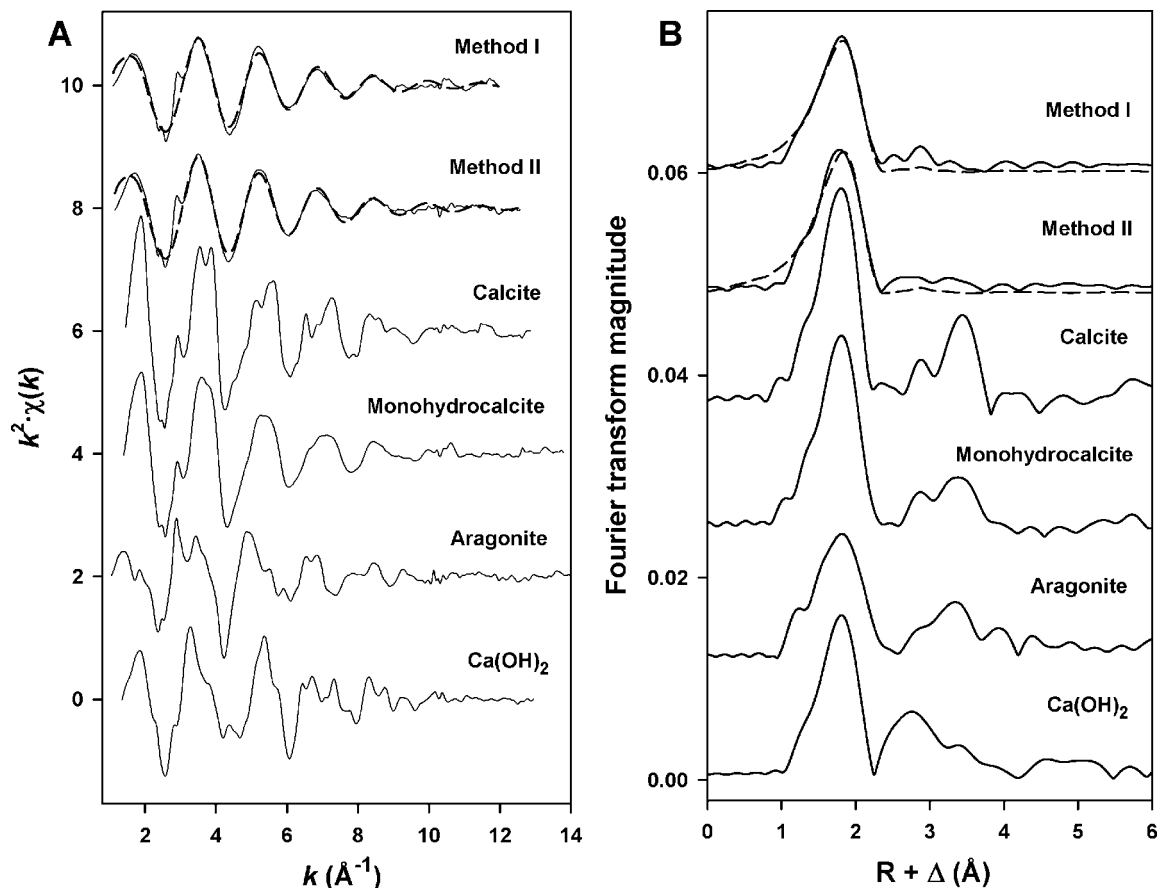 A
Method I
Method II
Calcite
Monohydrocalcite
Aragonite
Ca(OH)₂
10
8
6
4
2
0
k²·χ(k)
2 4 6 8 10 12 14
k (Å⁻¹)
B
Method I
Method II
Calcite
Monohydrocalcite
Aragonite
Ca(OH)₂
0.06
0.04
0.02
0.00
Fourier transform magnitude
0 1 2 3 4 5 6
R + Δ (Å)